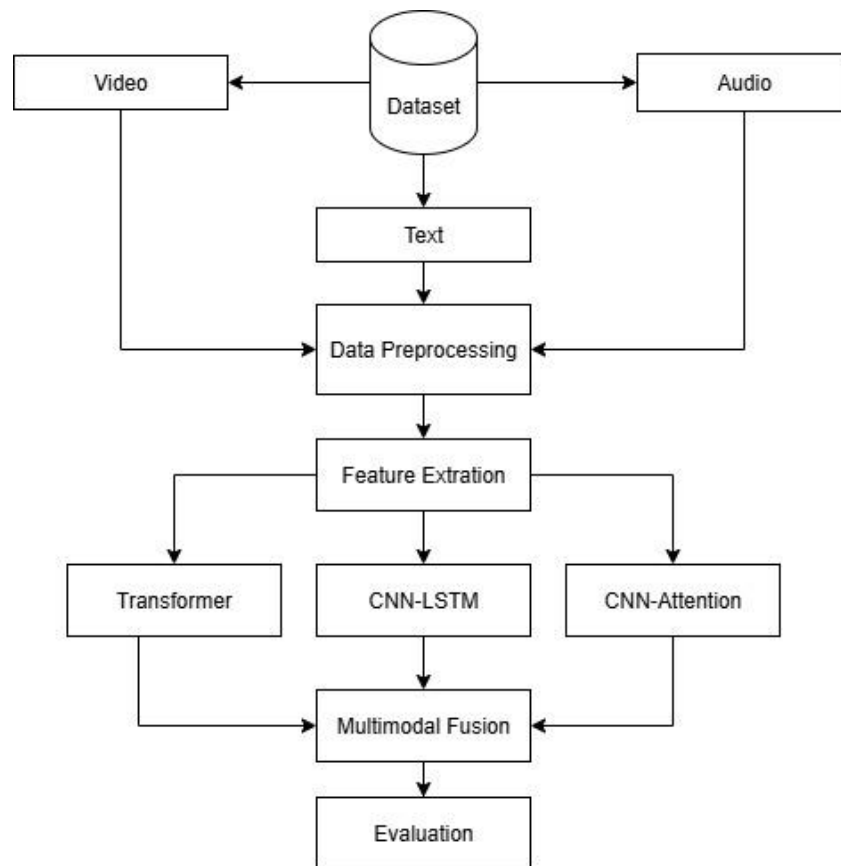 Video
Dataset
Audio
Text
Data Preprocessing
Feature Extration
Transformer
CNN-LSTM
CNN-Attention
Multimodal Fusion
Evaluation